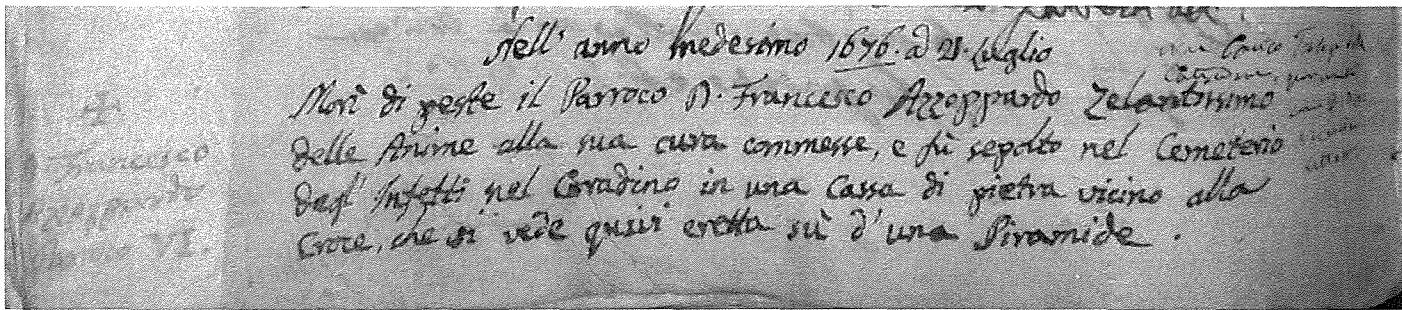 Nell' anno medesimo 1676. ad 21. Luglio
Morì di peste il Parroco D. Francesco Azzoppardo Zelantissimo
delle Anime alla sua cura commesse, e fù sepolto nel Cemeterio
degl' Infetti nel Coradino in una Cassa di pietra vicino alla
Croce, che si vede quivi eretta sù d' una Piramide.
Francesco
Azzoppardo
VI.